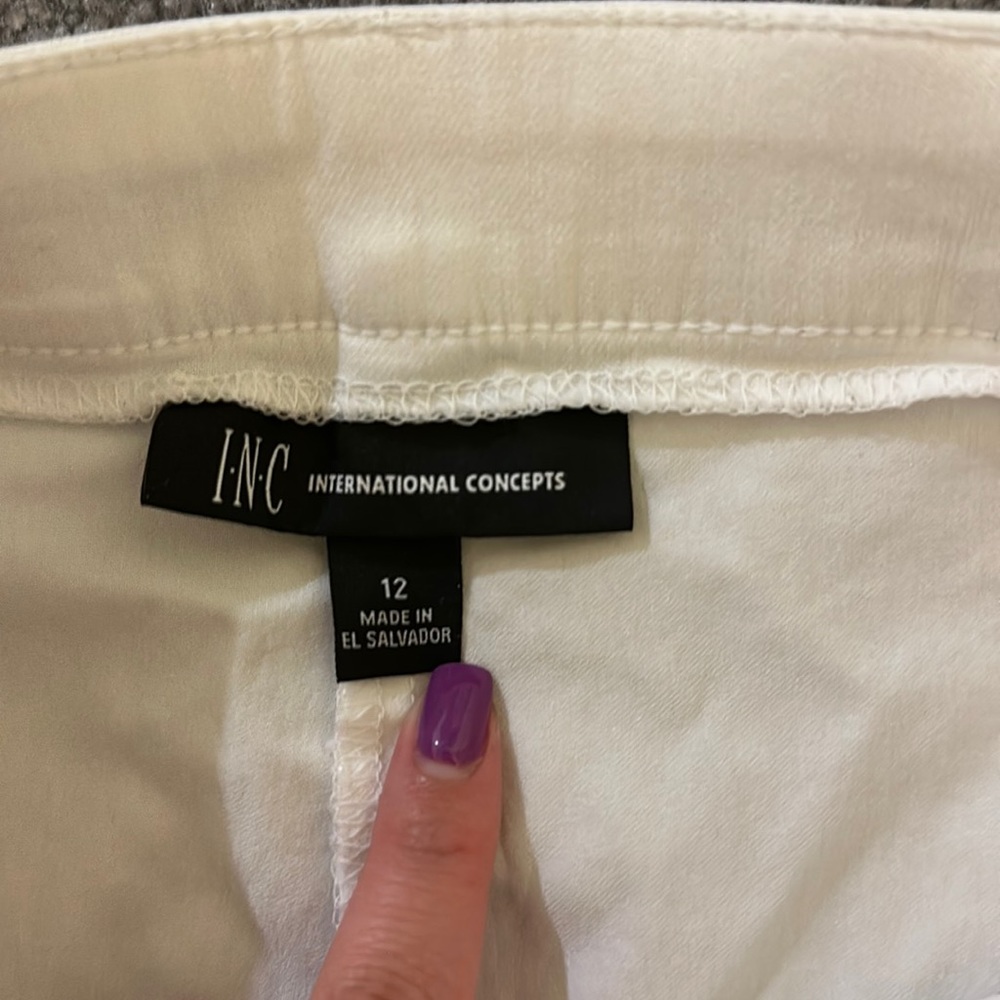 I·N·C INTERNATIONAL CONCEPTS
12
MADE IN
EL SALVADOR